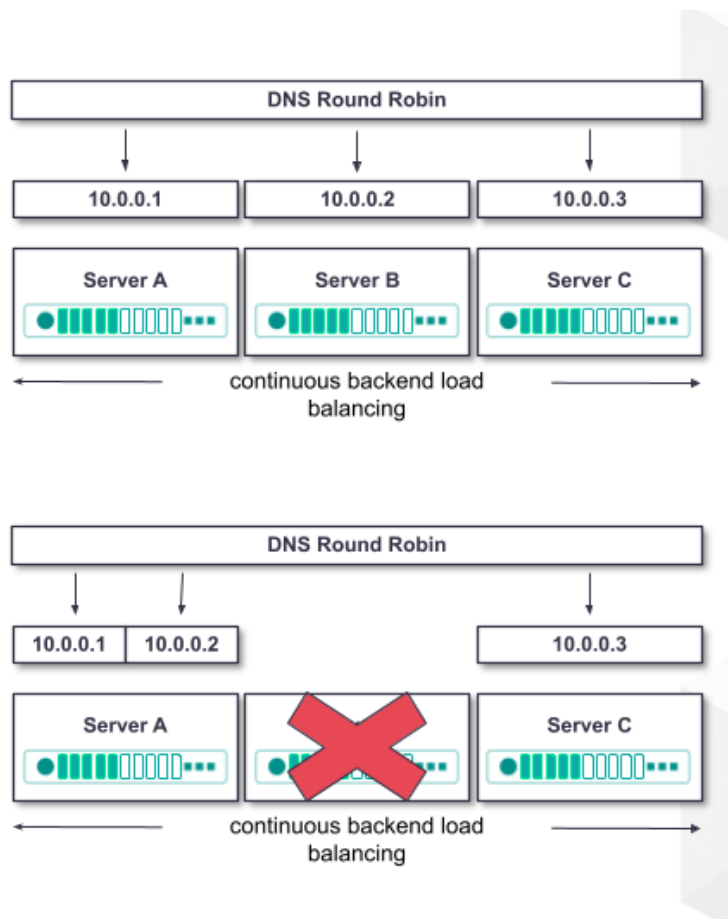 DNS Round Robin
10.0.0.1
10.0.0.2
10.0.0.3
Server A
Server B
Server C
continuous backend load
balancing
DNS Round Robin
10.0.0.1
10.0.0.2
10.0.0.3
Server A
Server C
continuous backend load
balancing